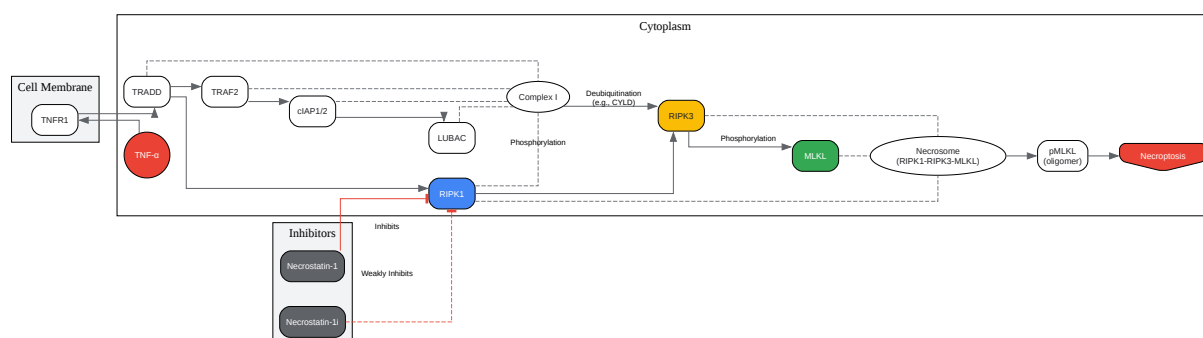 Cytoplasm
Cell Membrane
TNFR1
TNF-α
TRADD
TRAF2
cIAP1/2
LUBAC
Complex I
Deubiquitination
(e.g., CYLD)
Phosphorylation
RIPK1
RIPK3
Phosphorylation
MLKL
Necrosome
(RIPK1-RIPK3-MLKL)
pMLKL
(oligomer)
Necroptosis
Inhibitors
Necrostatin-1
Necrostatin-1i
Inhibits
Weakly Inhibits